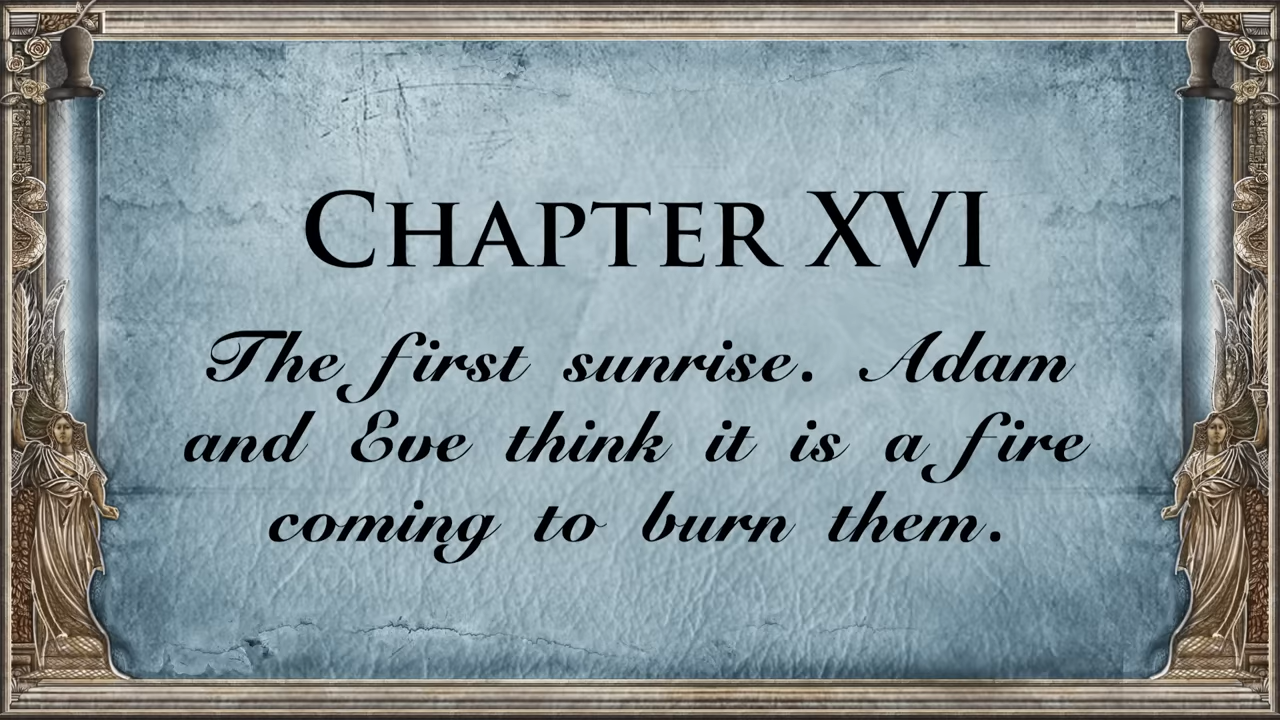 Chapter XVI
The first sunrise. Adam
and Eve think it is a fire
coming to burn them.